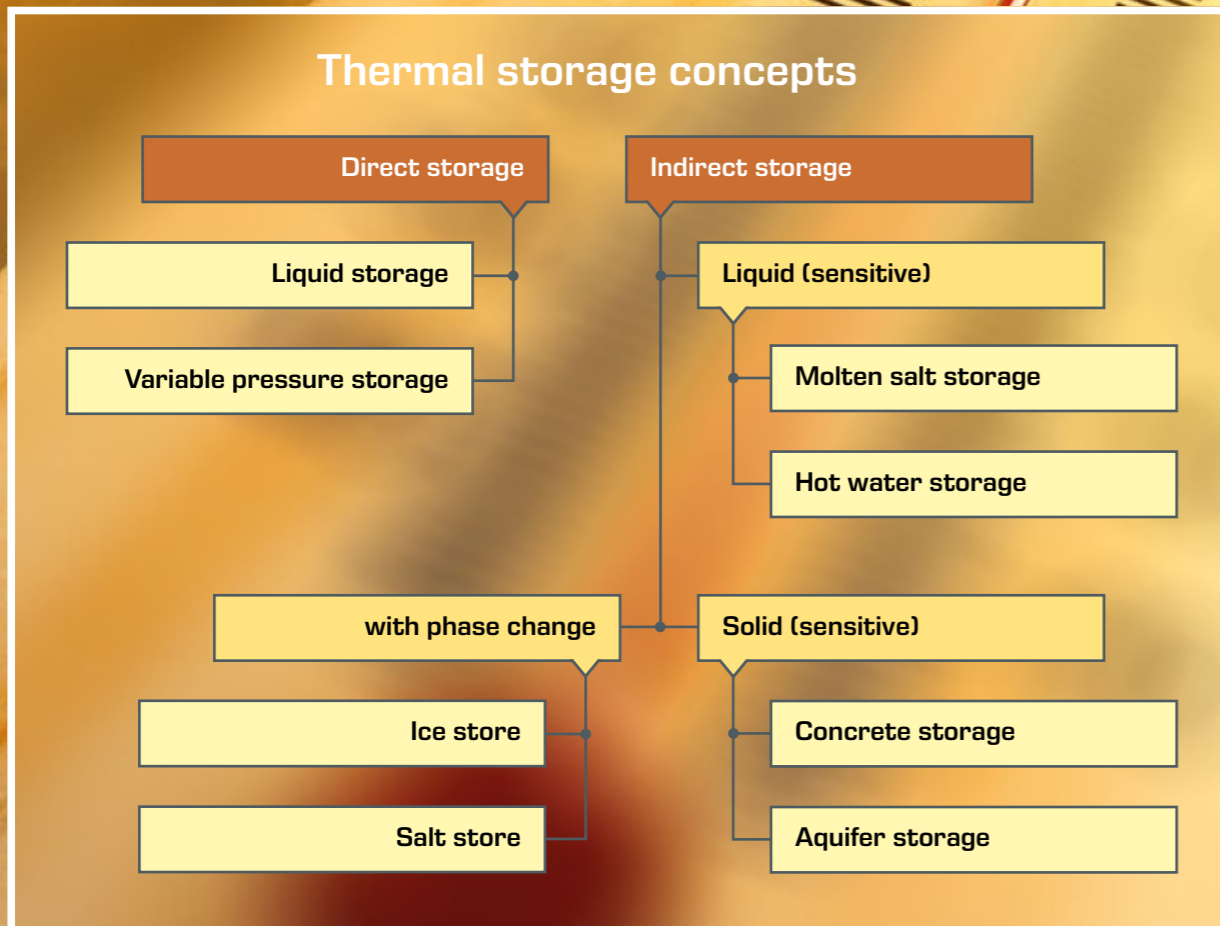 Thermal storage concepts
Direct storage
Liquid storage
Variable pressure storage
Indirect storage
Liquid (sensitive)
Molten salt storage
Hot water storage
with phase change
Ice store
Salt store
Solid (sensitive)
Concrete storage
Aquifer storage